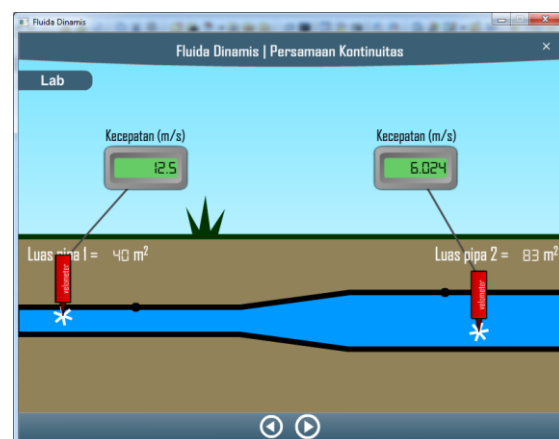 Fluida Dinamis
Fluida Dinamis | Persamaan Kontinuitas
Lab
Kecepatan (m/s)
12.5
Kecepatan (m/s)
6.024
Luas pipa 1 = 40 m²
Luas pipa 2 = 83 m²
velometer
velometer